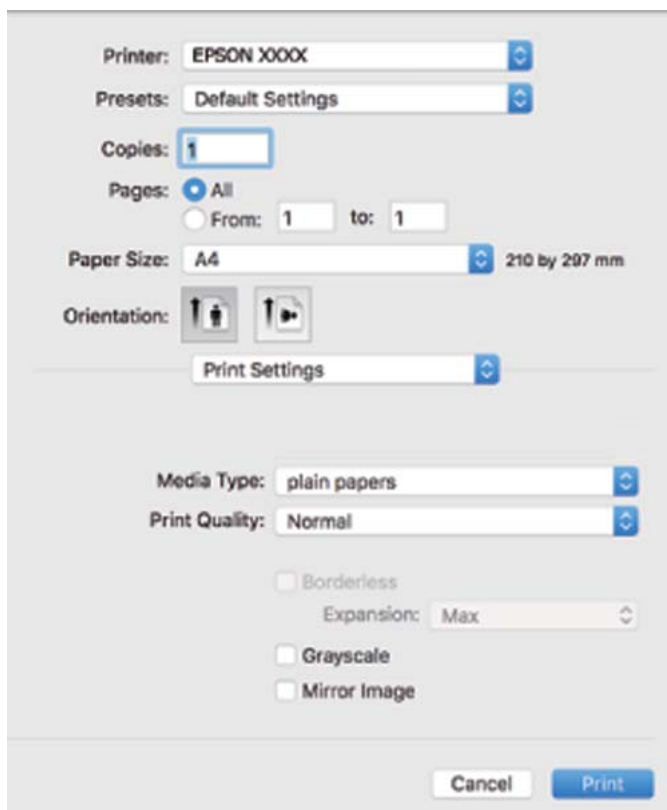 Printer: EPSON XXXX
Presets: Default Settings
Copies: 1
Pages: All
From: 1 to: 1
Paper Size: A4 210 by 297 mm
Orientation:
Print Settings
Media Type: plain papers
Print Quality: Normal
Borderless
Expansion: Max
Grayscale
Mirror Image
Cancel Print